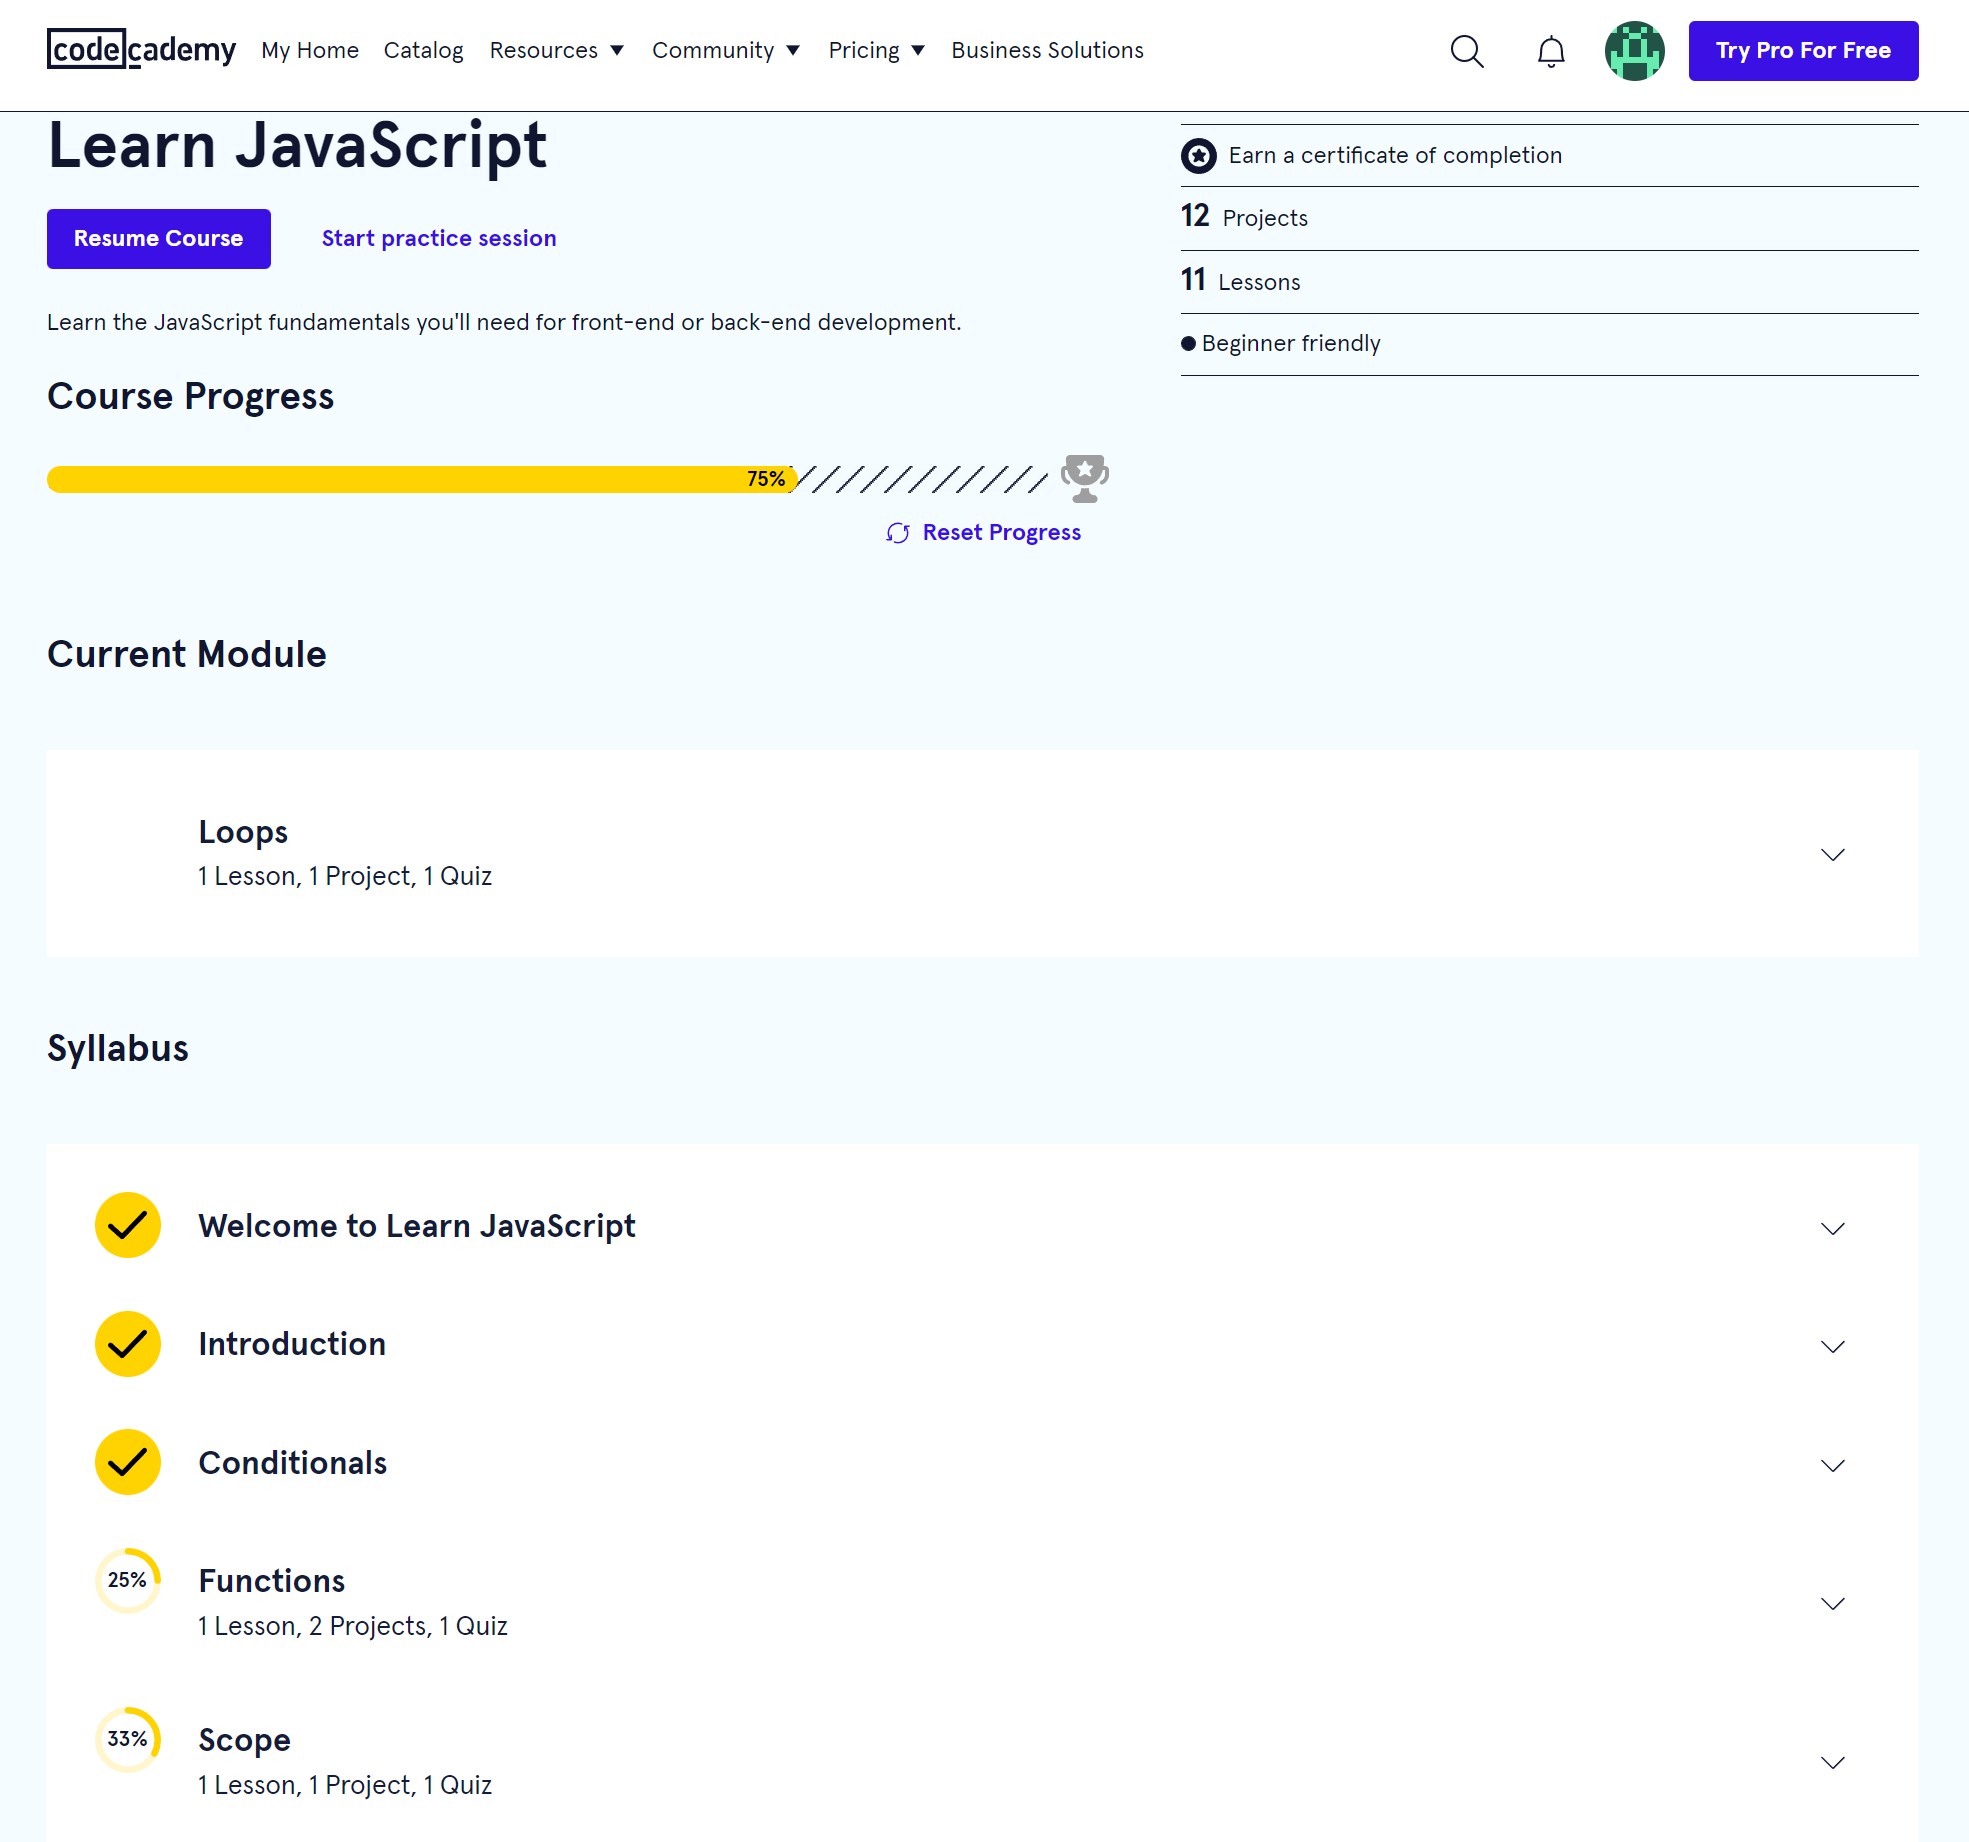 codecademy My Home Catalog Resources Community Pricing Business Solutions Try Pro For Free
Learn JavaScript
Resume Course Start practice session
Learn the JavaScript fundamentals you'll need for front-end or back-end development.
Earn a certificate of completion
12 Projects
11 Lessons
Beginner friendly
Course Progress
75%
Reset Progress
Current Module
Loops
1 Lesson, 1 Project, 1 Quiz
Syllabus
Welcome to Learn JavaScript
Introduction
Conditionals
25% Functions
1 Lesson, 2 Projects, 1 Quiz
33% Scope
1 Lesson, 1 Project, 1 Quiz